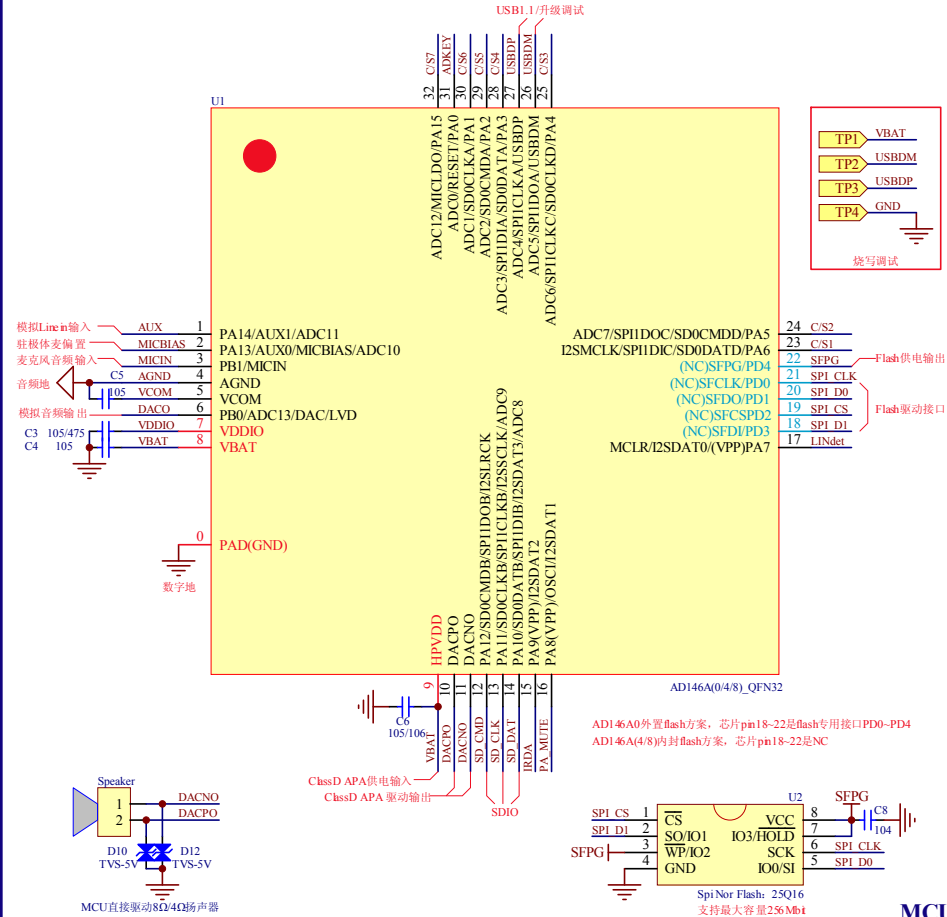 USB1.1/升级调试
C/S7
ADKEY
C/S6
C/S5
C/S4
USBDP
USBDM
C/S3
32
31
30
29
28
27
26
25
U1
ADC12/MICLDO/PA15
ADC0/RESET/PA0
ADC1/SD0CLKA/PA1
ADC2/SD0CMDA/PA2
ADC3/SPI1DIA/SD0DATA/PA3
ADC4/SPI1CLKA/USBDP
ADC5/SPI1DOA/USBDM
ADC6/SPI1CLKC/SD0CLKD/PA4
TP1 VBAT
TP2 USBDM
TP3 USBDP
TP4 GND
烧写调试
模拟Linein输入 AUX 1 PA14/AUX1/ADC11
驻极体麦偏置 MICBIAS 2 PA13/AUX0/MICBIAS/ADC10
麦克风音频输入 MICIN 3 PB1/MICIN
音频地 AGND 4 AGND
C5 105 VCOM 5 VCOM
模拟音频输出 DACO 6 PB0/ADC13/DAC/LVD
C3 105/475 VDDIO 7 VDDIO
C4 105 VBAT 8 VBAT
0 PAD(GND)
数字地
ADC7/SPI1DOC/SD0CMDD/PA5 24 C/S2
I2SMCLK/SPI1DIC/SD0DATD/PA6 23 C/S1
(NC)SFPG/PD4 22 SFPG Flash供电输出
(NC)SFCLK/PD0 21 SPI_CLK
(NC)SFDO/PD1 20 SPI_D0
(NC)SFCSPD2 19 SPI_CS Flash驱动接口
(NC)SFDI/PD3 18 SPI_D1
MCLR/I2SDAT0/(VPP)PA7 17 LINdet
HPVDD
DACPO
DACNO
PA12/SD0CMDB/SPI1DOB/I2SLRCK
PA11/SD0CLKB/SPI1CLKB/I2SSCLK/ADC9
PA10/SD0DATB/SPI1DIB/I2SDAT3/ADC8
PA9(VPP)/I2SDAT2
PA8(VPP)/OSCI/I2SDAT1
9
10
11
12
13
14
15
16
AD146A(0/4/8)_QFN32
C6
105/106
VBAT
DACPO
DACNO
SD_CMD
SD_CLK
SD_DAT
IRDA
PA_MUTE
ClassD APA供电输入
ClassD APA 驱动输出
SDIO
AD146A0外置flash方案，芯片pin18~22是flash专用接口PD0~PD4
AD146A(4/8)内封flash方案，芯片pin18~22是NC
Speaker
1 DACNO
2 DACPO
D10 TVS-5V
D12 TVS-5V
MCU直接驱动8Ω/4Ω扬声器
U2
SPI_CS 1 CS
SPI_D1 2 SO/IO1
SFPG 3 WP/IO2
4 GND
VCC 8 SFPG
IO3/HOLD 7
SCK 6 SPI_CLK
IO0/SI 5 SPI_D0
C8
104
Spi Nor Flash: 25Q16
支持最大容量256Mbit